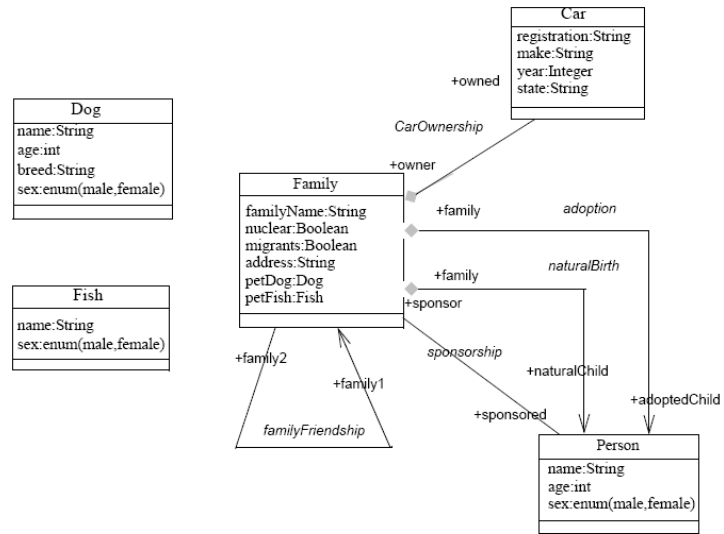 Car
registration:String
make:String
year:Integer
state:String
+owned
CarOwnership
+owner
Dog
name:String
age:int
breed:String
sex:enum(male,female)
Family
familyName:String
nuclear:Boolean
migrants:Boolean
address:String
petDog:Dog
petFish:Fish
+family
adoption
+family
naturalBirth
+sponsor
Fish
name:String
sex:enum(male,female)
sponsorship
+family2
+family1
familyFriendship
+naturalChild
+adoptedChild
+sponsored
Person
name:String
age:int
sex:enum(male,female)